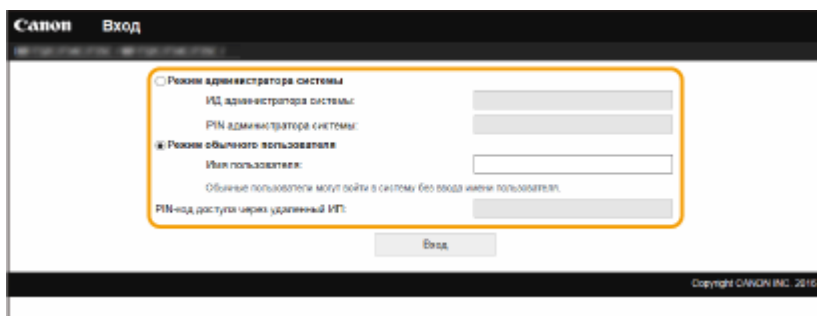 Canon Вход
Режим администратора системы
ИД администратора системы:
PIN администратора системы:
Режим обычного пользователя
Имя пользователя:
Обычные пользователи могут войти в систему без ввода имени пользователя.
PIN-код доступа через удаленный ИП:
Вход
Copyright CANON INC. 2016